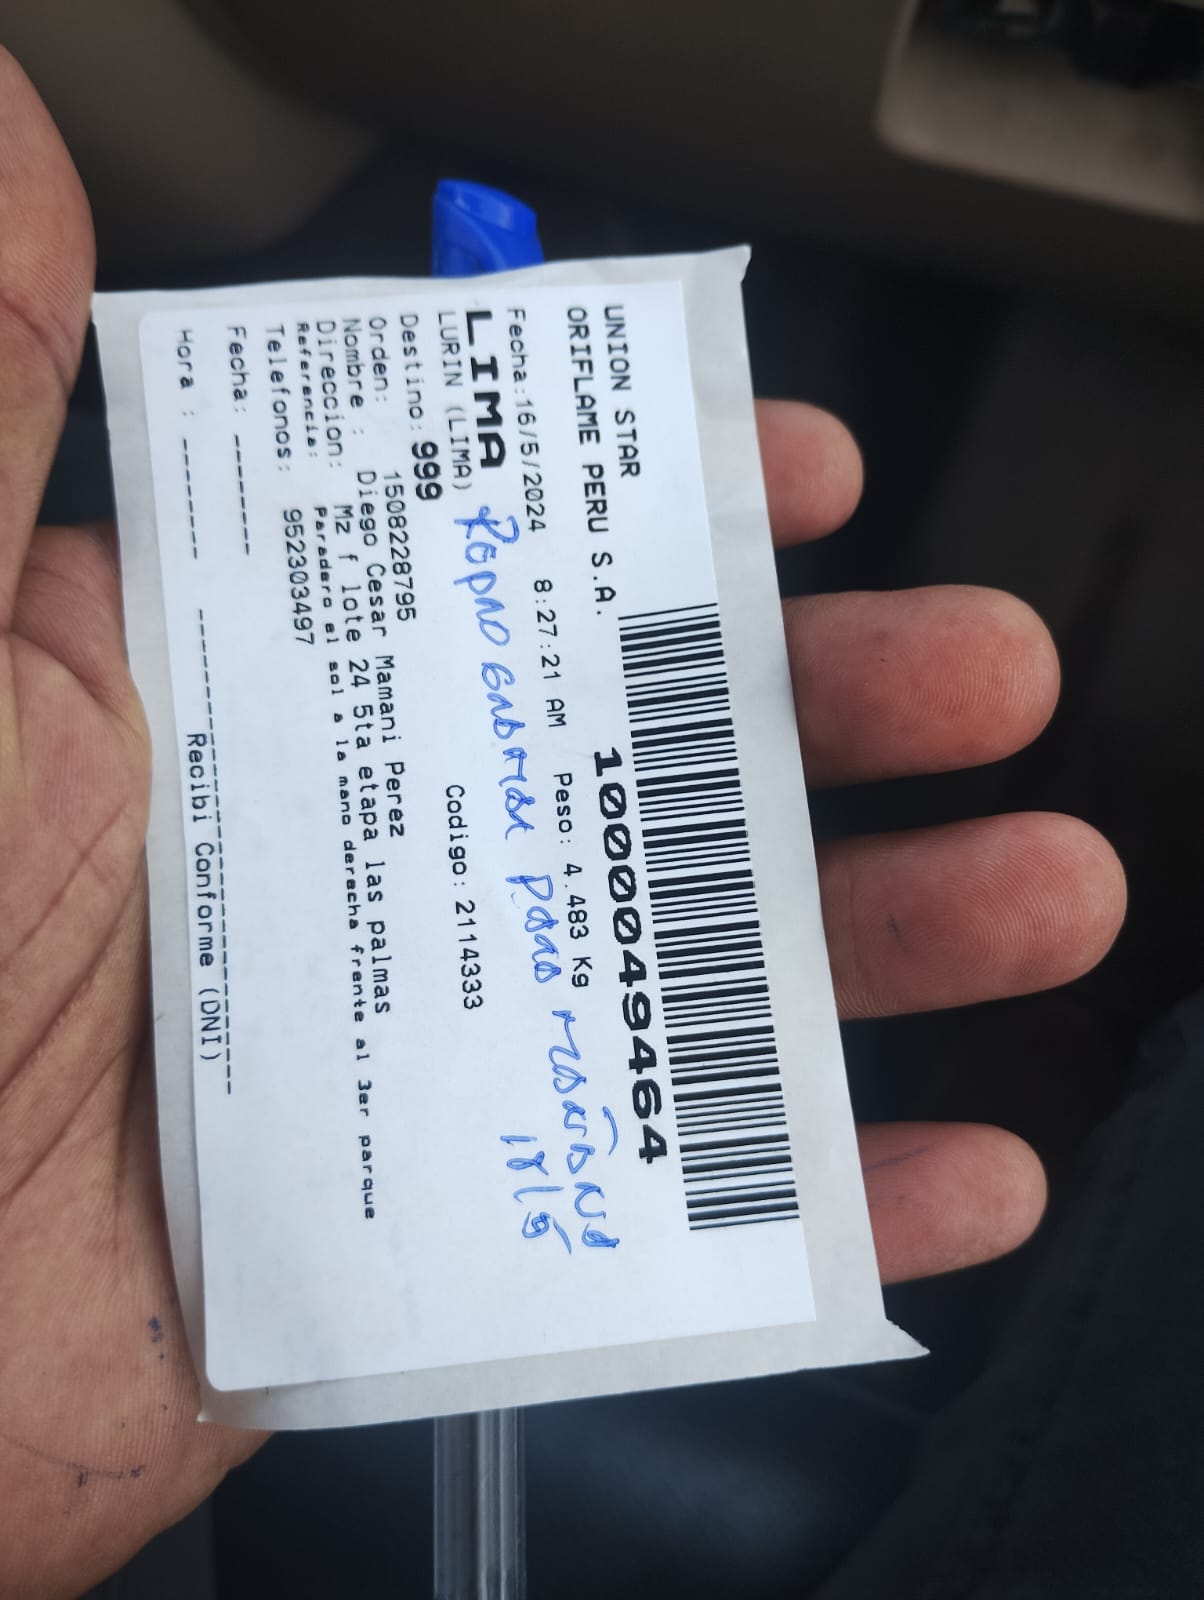 UNION STAR
ORIFLAME PERU S.A.
1000049464
Fecha:16/5/2024 8:27:21 AM Peso: 4.483 Kg
LIMA
LURIN (LIMA)
18/5
Destino: 999 Codigo: 2114333
Orden: 1508228795
Nombre : Diego Cesar Mamani Perez
Direccion: Mz f lote 24 5ta etapa las palmas
Referencia: Paradero el sol a la mano derecha frente al 3er parque
Telefonos: 952303497
Fecha: -------
Hora : -------
Recibi Conforme (DNI)